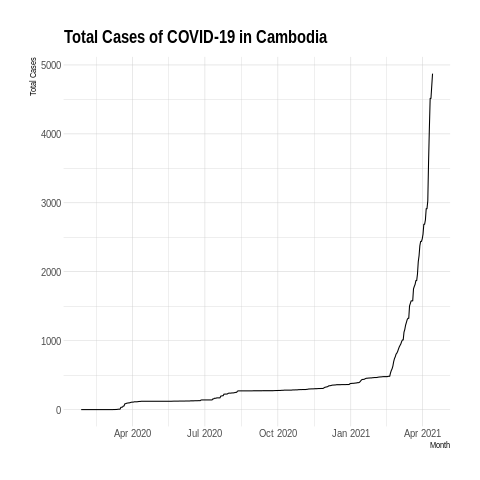 Total Cases of COVID-19 in Cambodia
Total Cases
5000
4000
3000
2000
1000
0
Apr 2020 Jul 2020 Oct 2020 Jan 2021 Apr 2021
Month